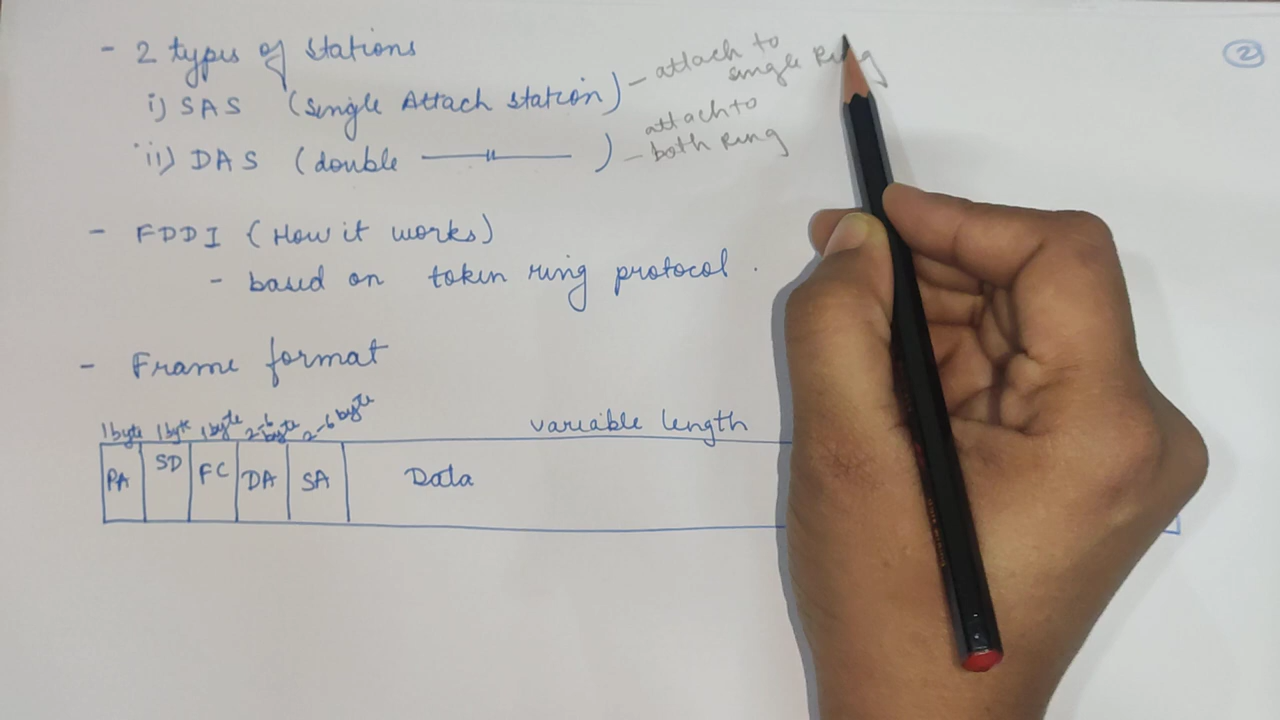 - 2 types of stations
i) SAS (Single Attach station) - attach to single Ring
②
ii) DAS (double —〃— ) - attach to both Ring
- FDDI (How it works)
- based on token ring protocol.
- Frame format
1 byte 1 byte 1 byte 2-6 byte 2-6 byte variable length
PA SD FC DA SA Data